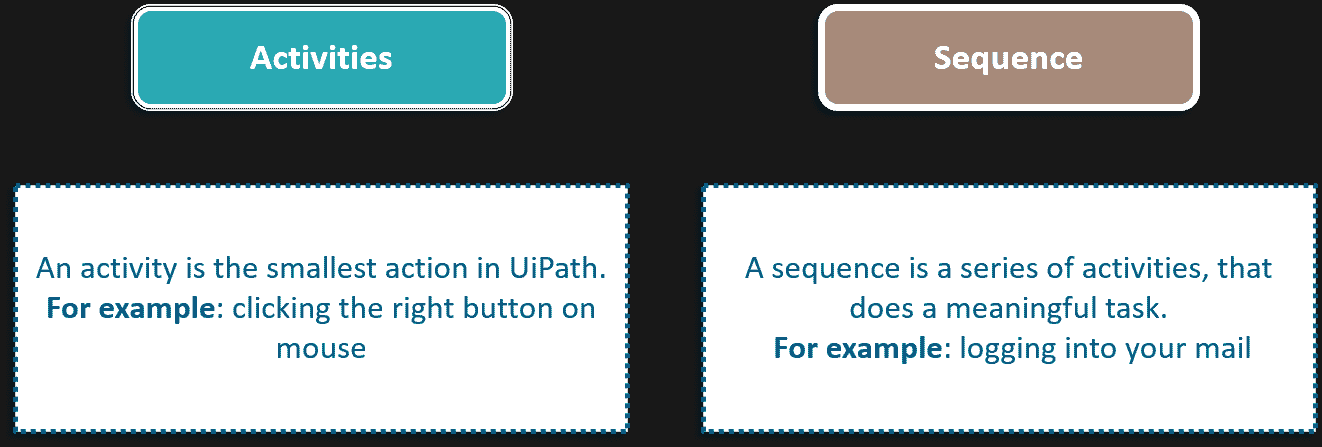 Activities
Sequence
An activity is the smallest action in UiPath.
For example: clicking the right button on
mouse
A sequence is a series of activities, that
does a meaningful task.
For example: logging into your mail